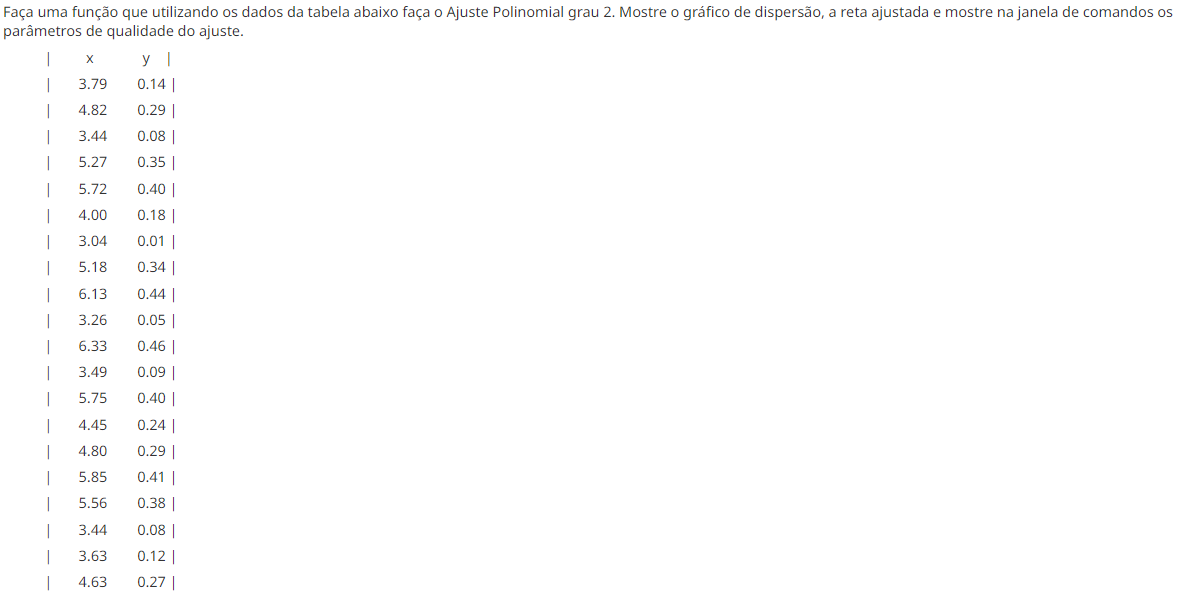 Faça uma função que utilizando os dados da tabela abaixo faça o Ajuste Polinomial grau 2. Mostre o gráfico de dispersão, a reta ajustada e mostre na janela de comandos os
parâmetros de qualidade do ajuste.
| x y |
| 3.79 0.14 |
| 4.82 0.29 |
| 3.44 0.08 |
| 5.27 0.35 |
| 5.72 0.40 |
| 4.00 0.18 |
| 3.04 0.01 |
| 5.18 0.34 |
| 6.13 0.44 |
| 3.26 0.05 |
| 6.33 0.46 |
| 3.49 0.09 |
| 5.75 0.40 |
| 4.45 0.24 |
| 4.80 0.29 |
| 5.85 0.41 |
| 5.56 0.38 |
| 3.44 0.08 |
| 3.63 0.12 |
| 4.63 0.27 |